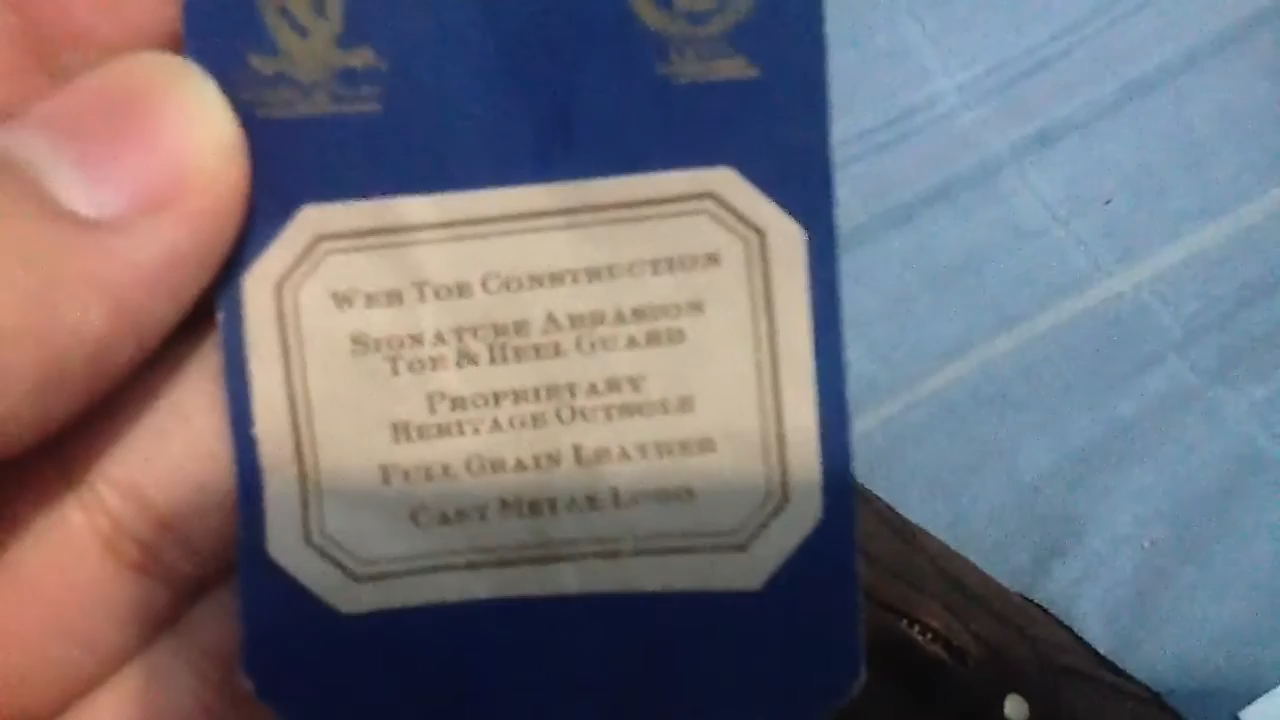 WEB TOE CONSTRUCTION
SIGNATURE ABRASION
TOE & HEEL GUARD
PROPRIETARY
HERITAGE OUTSOLE
FULL GRAIN LEATHER
CAST METAL LOGO